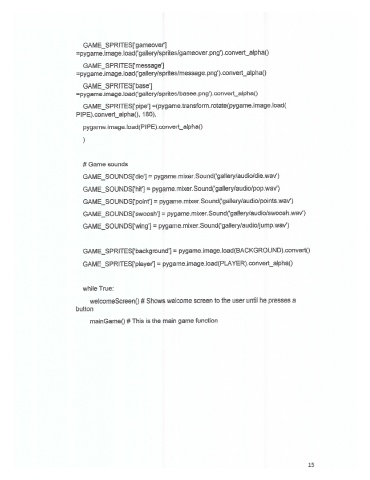 GAME_SPRITES['gameover']
=pygame.image.load('gallery/sprites/gameover.png').convert_alpha()
GAME_SPRITES['message']
=pygame.image.load('gallery/sprites/message.png').convert_alpha()
GAME_SPRITES['base']
=pygame.image.load('gallery/sprites/basee.png').convert_alpha()
GAME_SPRITES['pipe'] =(pygame.transform.rotate(pygame.image.load(
PIPE).convert_alpha(), 180),
pygame.image.load(PIPE).convert_alpha()
)
# Game sounds
GAME_SOUNDS['die'] = pygame.mixer.Sound('gallery/audio/die.wav')
GAME_SOUNDS['hit'] = pygame.mixer.Sound('gallery/audio/pop.wav')
GAME_SOUNDS['point'] = pygame.mixer.Sound('gallery/audio/points.wav')
GAME_SOUNDS['swoosh'] = pygame.mixer.Sound('gallery/audio/swoosh.wav')
GAME_SOUNDS['wing'] = pygame.mixer.Sound('gallery/audio/jump.wav')
GAME_SPRITES['background'] = pygame.image.load(BACKGROUND).convert()
GAME_SPRITES['player'] = pygame.image.load(PLAYER).convert_alpha()
while True:
welcomeScreen() # Shows welcome screen to the user until he presses a
button
mainGame() # This is the main game function
15